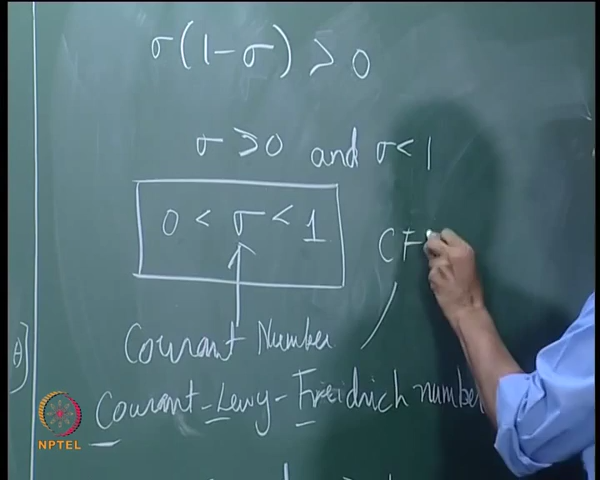 σ(1-σ) > 0
σ ≥ 0 and σ < 1
0 < σ < 1
CF
Courant Number
Courant-Lewy-Freidrich number
NPTEL